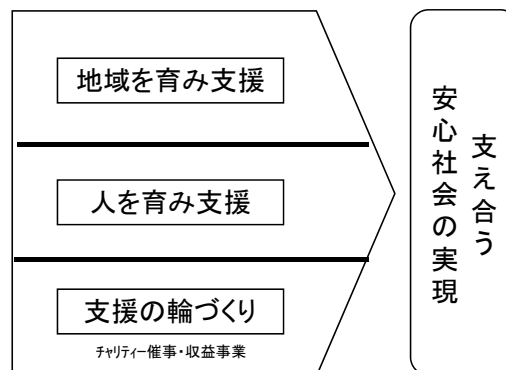 地域を育み支援
人を育み支援
支援の輪づくり
ﾁｬﾘﾃｨｰ催事・収益事業
支え合う
安心社会の実現